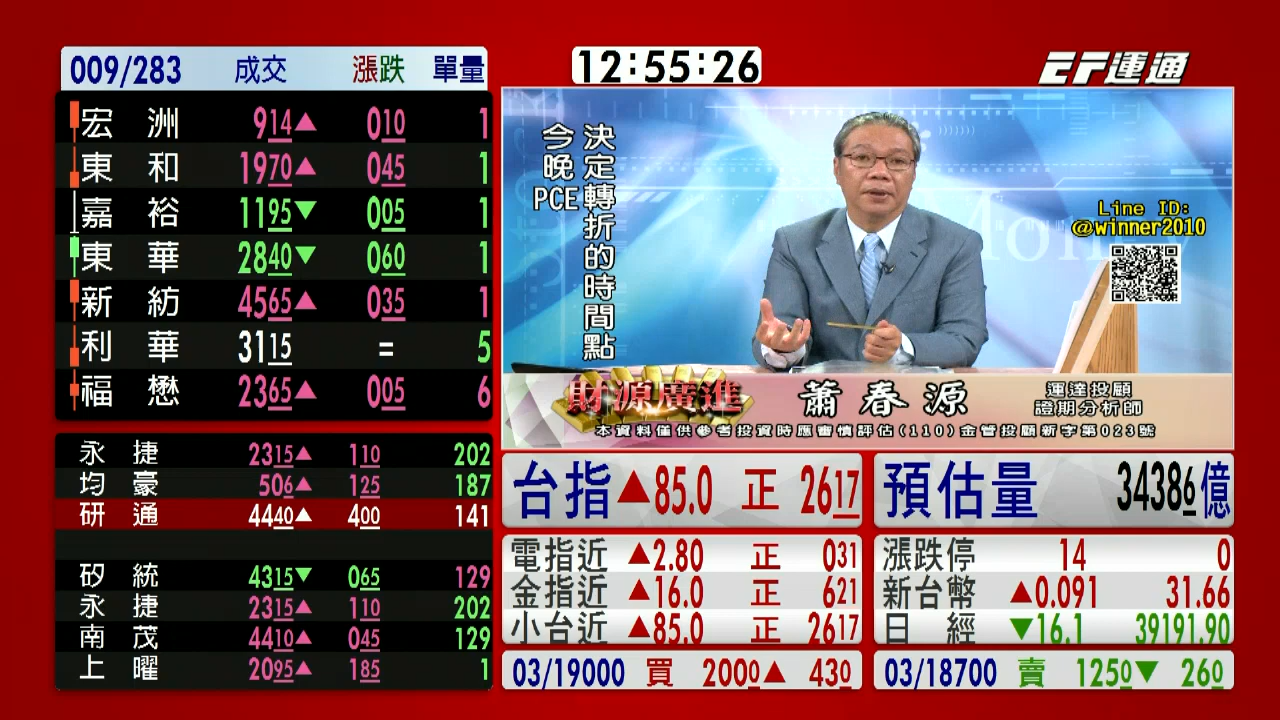 009/283 成交 漲跌 單量
宏洲 914▲ 010 1
東和 1970▲ 045 1
嘉裕 1195▼ 005 1
東華 2840▼ 060 1
新紡 4565▲ 035 1
利華 3115 = 5
福懋 2365▲ 005 6
永捷 2315▲ 110 202
均豪 506▲ 125 187
研通 4440▲ 400 141
矽統 4315▼ 065 129
永捷 2315▲ 110 202
南茂 4410▲ 045 129
上曜 2095▲ 185 1
12:55:26
EF運通
今晚PCE
決定轉折的時間點
Line ID:
@winner2010
財源廣進 蕭春源 運達投顧
證期分析師
本資料僅供參考投資時應審慎評估(110)金管投顧新字第023號
台指▲85.0 正 2617
預估量 34386億
電指近 ▲2.80 正 031
金指近 ▲16.0 正 621
小台近 ▲85.0 正 2617
漲跌停 14 0
新台幣 ▲0.091 31.66
日經 ▼16.1 39191.90
03/19000 買 2000▲ 430
03/18700 賣 1250▼ 260